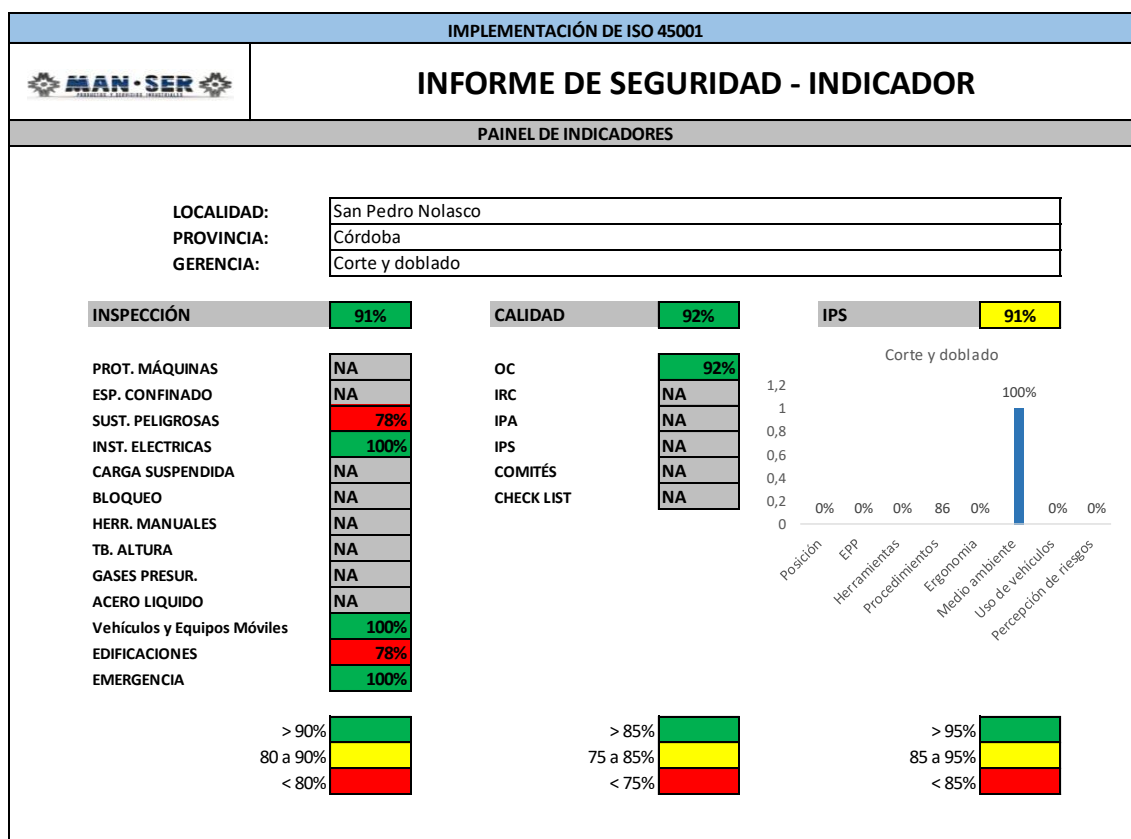 IMPLEMENTACIÓN DE ISO 45001
MAN·SER
PRODUCTOS Y SERVICIOS INDUSTRIALES
INFORME DE SEGURIDAD - INDICADOR
PAINEL DE INDICADORES
LOCALIDAD: San Pedro Nolasco
PROVINCIA: Córdoba
GERENCIA: Corte y doblado
INSPECCIÓN 91%
PROT. MÁQUINAS NA
ESP. CONFINADO NA
SUST. PELIGROSAS 78%
INST. ELECTRICAS 100%
CARGA SUSPENDIDA NA
BLOQUEO NA
HERR. MANUALES NA
TB. ALTURA NA
GASES PRESUR. NA
ACERO LIQUIDO NA
Vehículos y Equipos Móviles 100%
EDIFICACIONES 78%
EMERGENCIA 100%
> 90%
80 a 90%
< 80%
CALIDAD 92%
OC 92%
IRC NA
IPA NA
IPS NA
COMITÉS NA
CHECK LIST NA
> 85%
75 a 85%
< 75%
IPS 91%
Corte y doblado
1,2
1
0,8
0,6
0,4
0,2
0
0% 0% 0% 86 0% 100% 0% 0%
Posición
EPP
Herramientas
Procedimientos
Ergonomia
Medio ambiente
Uso de vehículos
Percepción de riesgos
> 95%
85 a 95%
< 85%